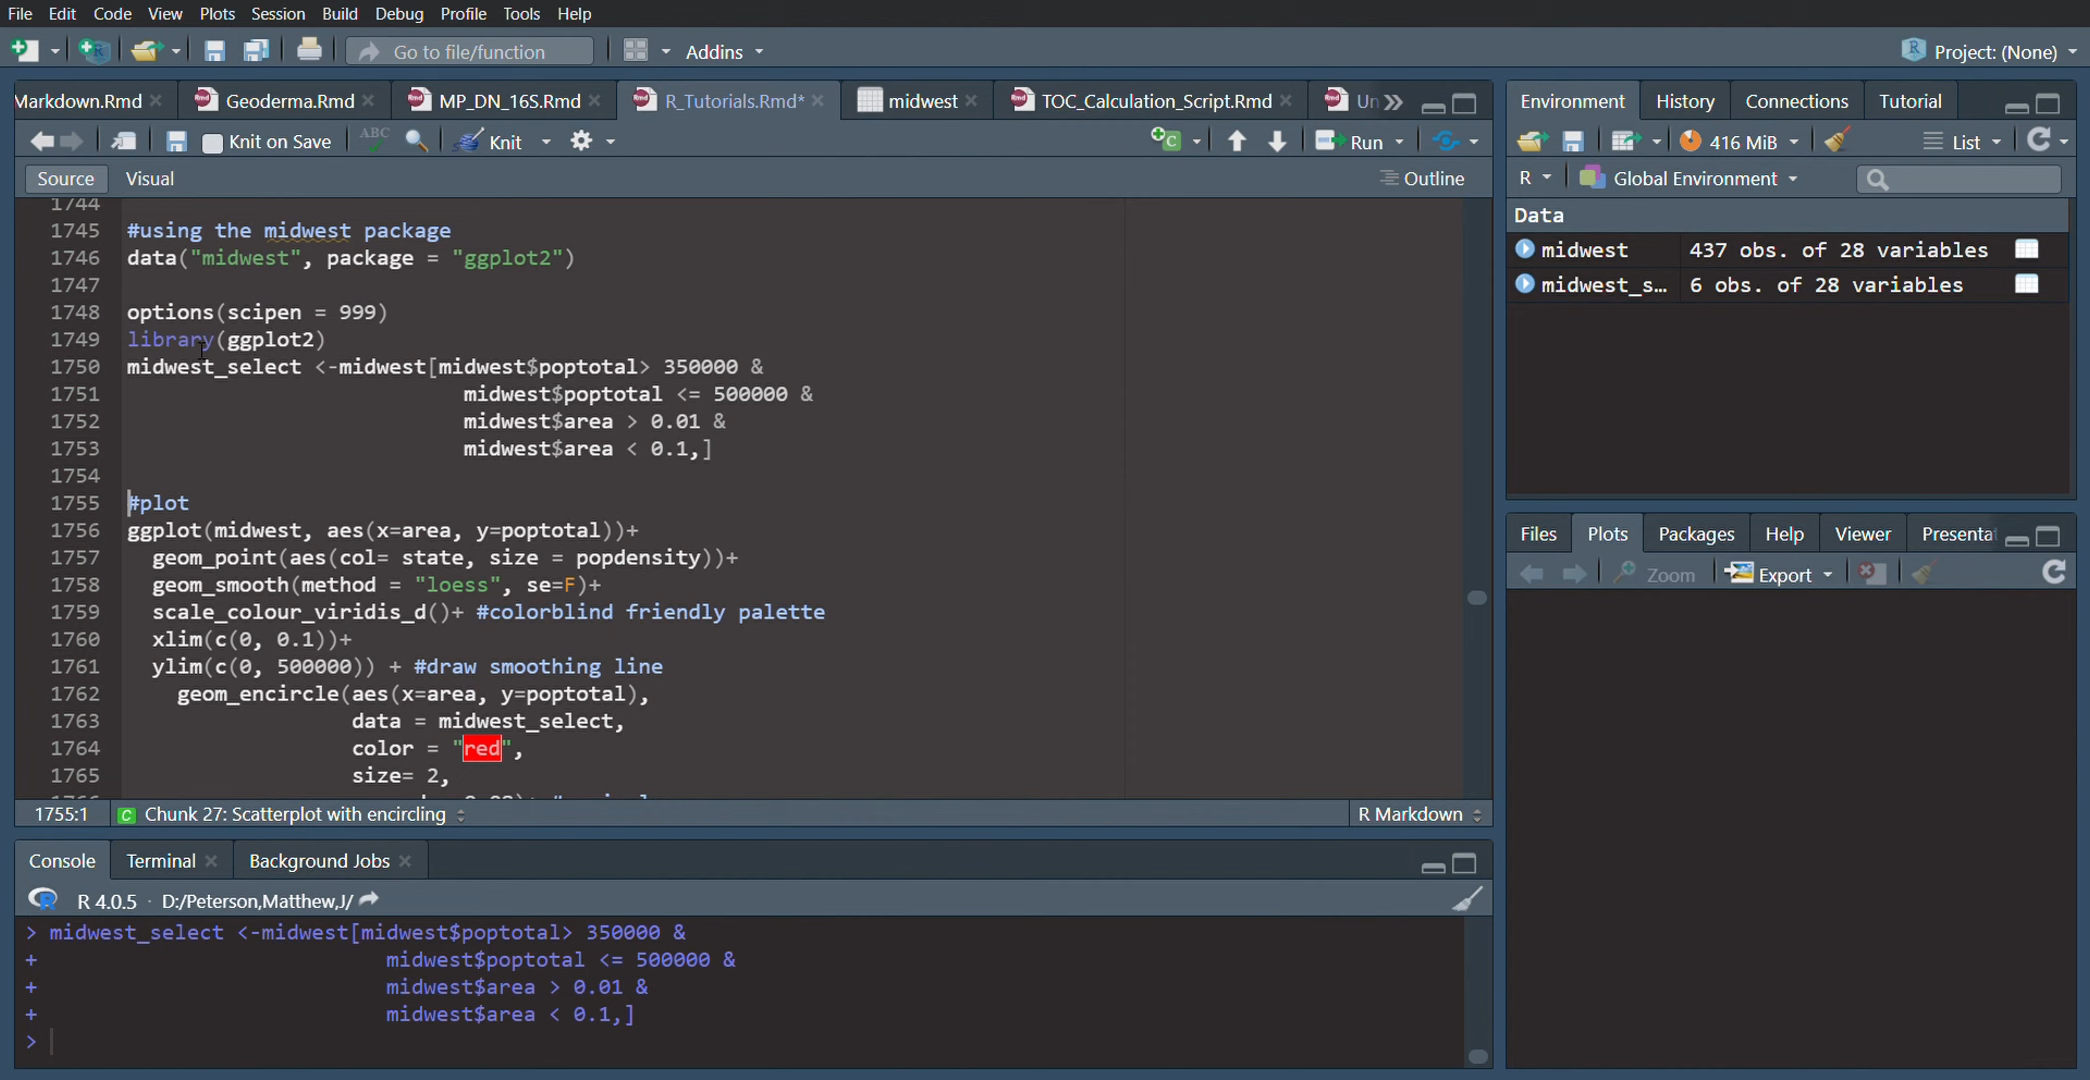 File Edit Code View Plots Session Build Debug Profile Tools Help
Go to file/function Addins Project: (None)
Markdown.Rmd Geoderma.Rmd MP_DN_16S.Rmd R_Tutorials.Rmd* midwest TOC_Calculation_Script.Rmd Un
Knit on Save ABC Knit Run
Source Visual Outline
1744
1745 #using the midwest package
1746 data("midwest", package = "ggplot2")
1747
1748 options(scipen = 999)
1749 library(ggplot2)
1750 midwest_select <-midwest[midwest$poptotal> 350000 &
1751 midwest$poptotal <= 500000 &
1752 midwest$area > 0.01 &
1753 midwest$area < 0.1,]
1754
1755 #plot
1756 ggplot(midwest, aes(x=area, y=poptotal))+
1757 geom_point(aes(col= state, size = popdensity))+
1758 geom_smooth(method = "loess", se=F)+
1759 scale_colour_viridis_d()+ #colorblind friendly palette
1760 xlim(c(0, 0.1))+
1761 ylim(c(0, 500000)) + #draw smoothing line
1762 geom_encircle(aes(x=area, y=poptotal),
1763 data = midwest_select,
1764 color = "red",
1765 size= 2,
1755:1 C Chunk 27: Scatterplot with encircling R Markdown
Console Terminal Background Jobs
R 4.0.5 · D:/Peterson,Matthew,J/
> midwest_select <-midwest[midwest$poptotal> 350000 &
+ midwest$poptotal <= 500000 &
+ midwest$area > 0.01 &
+ midwest$area < 0.1,]
>
Environment History Connections Tutorial
416 MiB List
R Global Environment
Data
midwest 437 obs. of 28 variables
midwest_s… 6 obs. of 28 variables
Files Plots Packages Help Viewer Presentat
Zoom Export